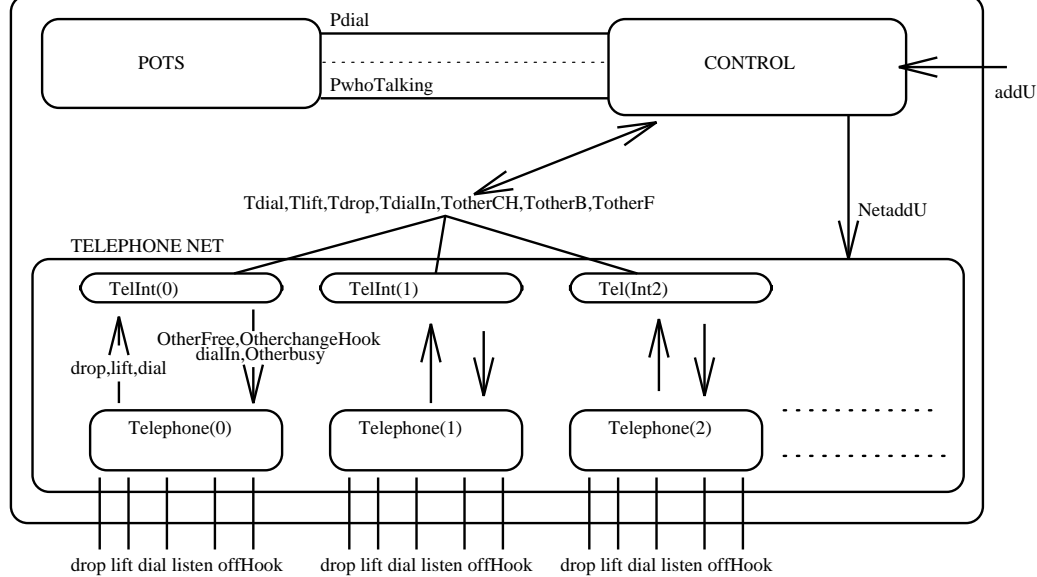 Pdial
POTS
CONTROL
PwhoTalking
addU
Tdial,Tlift,Tdrop,TdialIn,TotherCH,TotherB,TotherF
NetaddU
TELEPHONE NET
TelInt(0)
TelInt(1)
Tel(Int2)
OtherFree,OtherchangeHook
dialIn,Otherbusy
drop,lift,dial
Telephone(0)
Telephone(1)
Telephone(2)
drop lift dial listen offHook
drop lift dial listen offHook
drop lift dial listen offHook